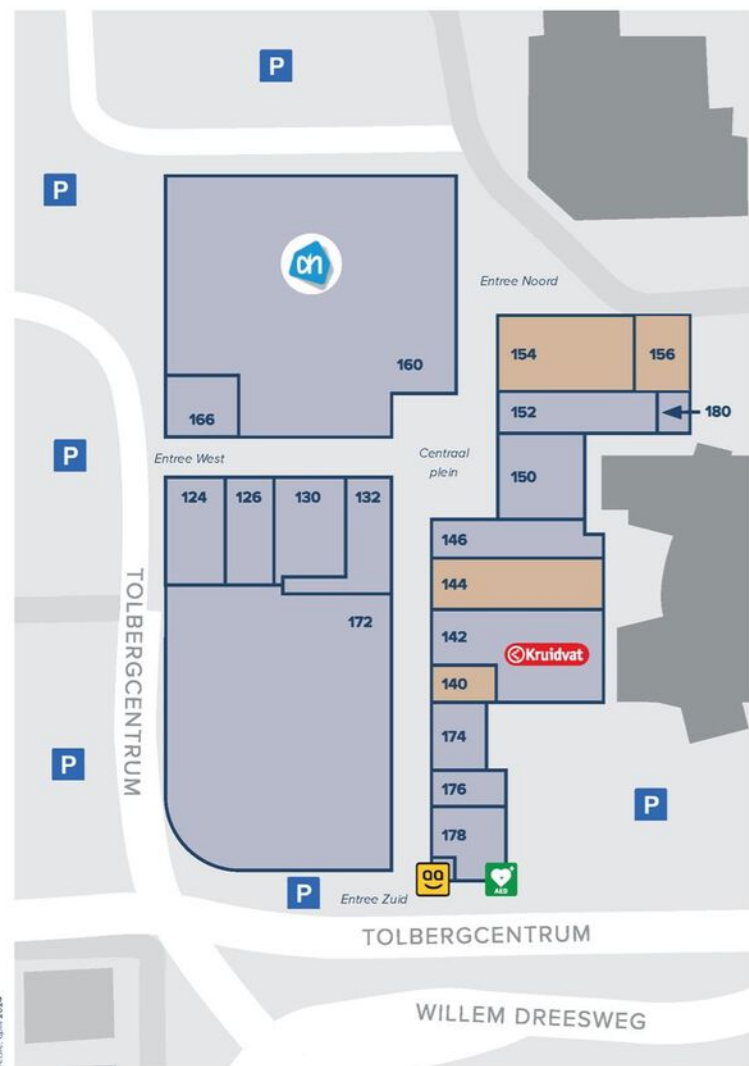 P
P
ah
Entree Noord
154
156
160
152
180
166
Entree West
Centraal
plein
P
150
124
126
130
132
146
144
172
142
Kruidvat
140
TOLBERGCENTRUM
174
P
176
P
178
AED
P
Entree Zuid
TOLBERGCENTRUM
WILLEM DREESWEG